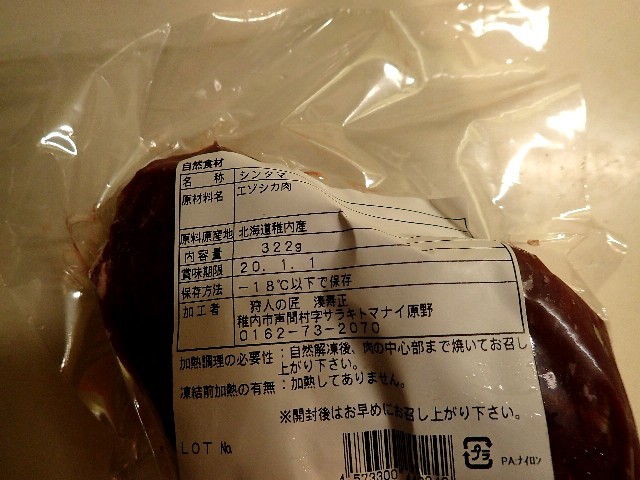 自然食材
名 称 シンタマ
原材料名 エゾシカ肉
原料原産地 北海道稚内産
内容量 322g
賞味期限 20. 1. 1
保存方法 -18℃以下で保存
加工者 狩人の匠 湊壽正
稚内市声問村字サラキトマナイ原野
0162-73-2070
加熱調理の必要性：自然解凍後、肉の中心部まで焼いてお召し
上がり下さい。
凍結前加熱の有無：加熱してありません。
※開封後はお早めにお召し上がり下さい。
LOT No.
プラ
PA:ナイロン
4 573300